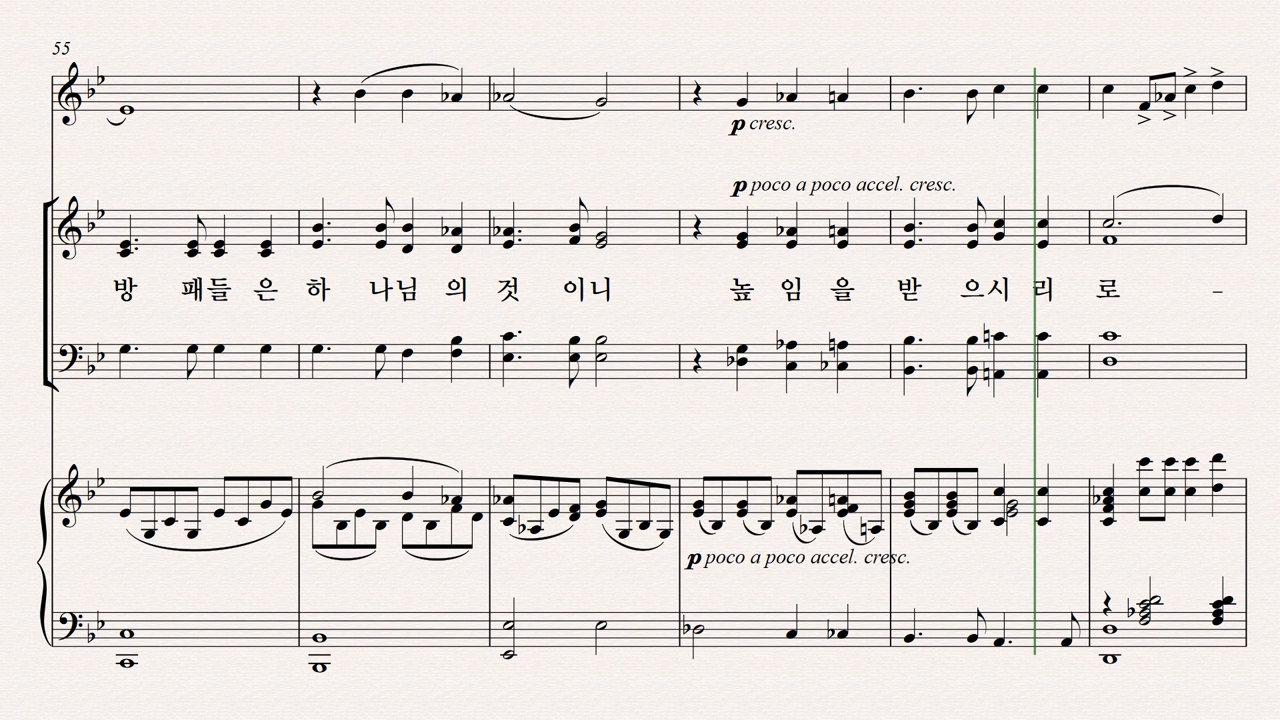 55
p cresc.
p poco a poco accel. cresc.
방 패들 은 하 나님 의 것 이니 높 임 을 받 으시 리 로 –
p poco a poco accel. cresc.